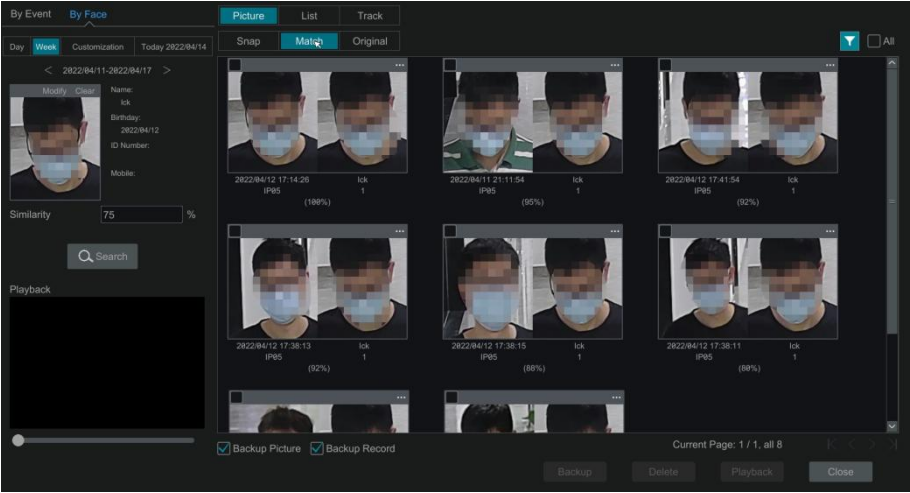 By Event By Face
Picture List Track
Day Week Customization Today 2022/04/14
Snap Match Original
All
< 2022/04/11-2022/04/17 >
Modify Clear
Name:
lck
Birthday:
2022/04/12
ID Number:
Mobile:
Similarity 75 %
Search
Playback
2022/04/12 17:14:26 lck
IP05 1
(100%)
2022/04/11 21:11:54 lck
IP05 1
(95%)
2022/04/12 17:41:54 lck
IP05 1
(92%)
2022/04/12 17:38:13 lck
IP05 1
(92%)
2022/04/12 17:38:15 lck
IP05 1
(88%)
2022/04/12 17:38:11 lck
IP05 1
(80%)
Backup Picture Backup Record
Current Page: 1 / 1, all 8
Backup Delete Playback Close